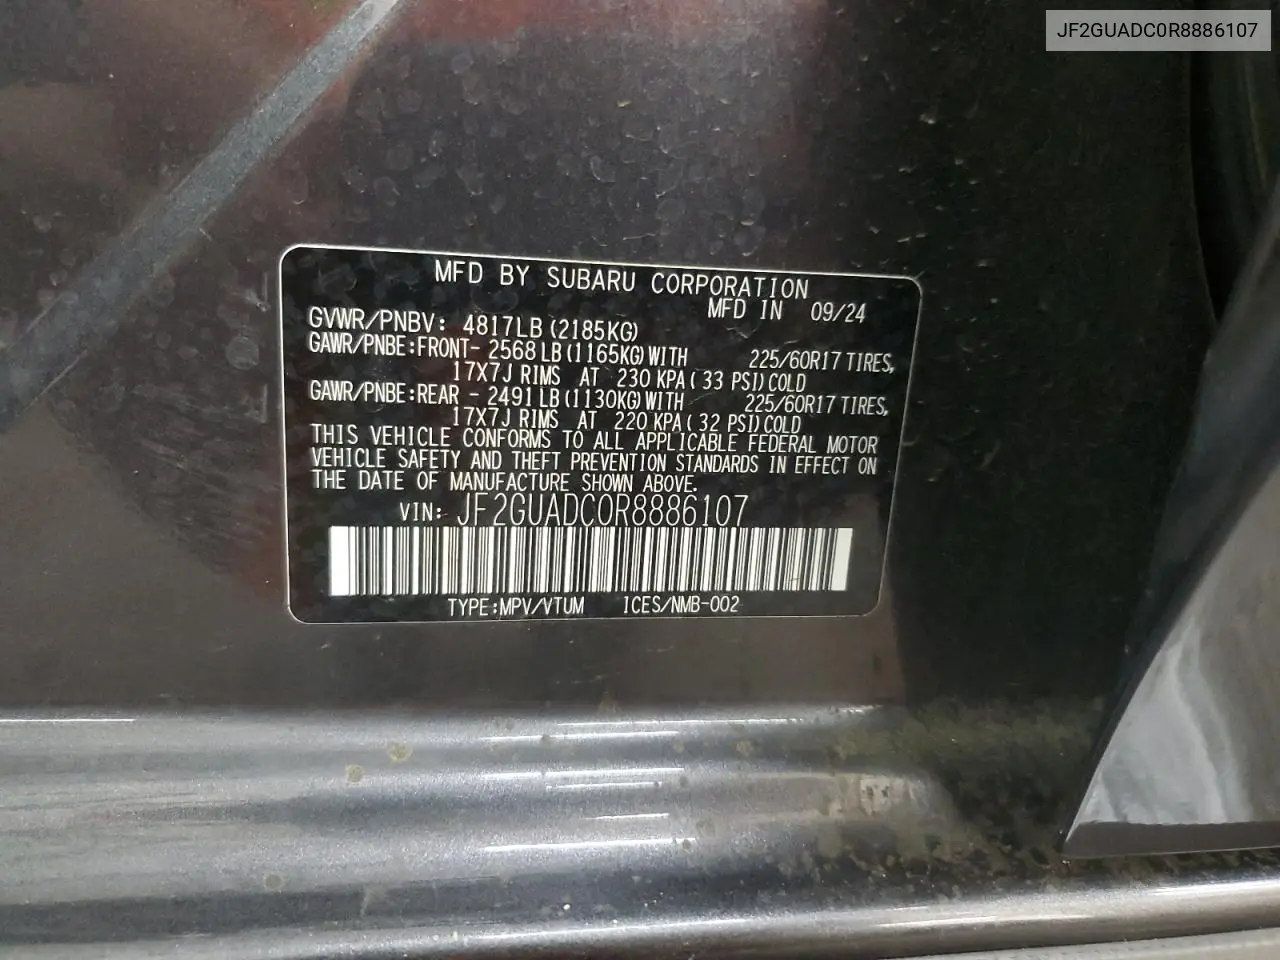 JF2GUADC0R8886107
MFD BY SUBARU CORPORATION
MFD IN 09/24
GVWR/PNBV: 4817LB (2185KG)
GAWR/PNBE:FRONT- 2568 LB (1165KG) WITH 225/60R17 TIRES,
17X7J RIMS AT 230 KPA ( 33 PSI) COLD
GAWR/PNBE:REAR - 2491 LB (1130KG) WITH 225/60R17 TIRES,
17X7J RIMS AT 220 KPA ( 32 PSI) COLD
THIS VEHICLE CONFORMS TO ALL APPLICABLE FEDERAL MOTOR
VEHICLE SAFETY AND THEFT PREVENTION STANDARDS IN EFFECT ON
THE DATE OF MANUFACTURE SHOWN ABOVE.
VIN: JF2GUADC0R8886107
TYPE:MPV/VTUM ICES/NMB-002